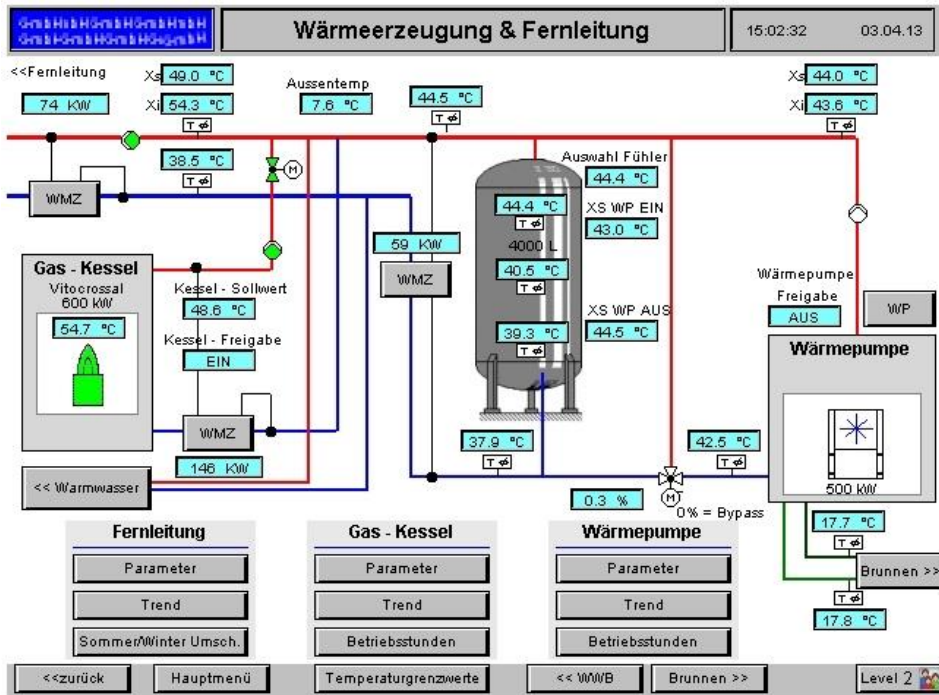 Wärmeerzeugung & Fernleitung
15:02:32 03.04.13
<<Fernleitung
74 KW
Xs 49.0 °C
Xi 54.3 °C
T
38.5 °C
T
WMZ
Aussentemp
7.6 °C
44.5 °C
T
Xs 44.0 °C
Xi 43.6 °C
T
M
Auswahl Fühler
44.4 °C
XS WP EIN
43.0 °C
XS WP AUS
44.5 °C
44.4 °C
T
4000 L
40.5 °C
T
39.3 °C
T
59 KW
WMZ
Gas - Kessel
Vitocrossal
600 kW
54.7 °C
Kessel - Sollwert
48.6 °C
Kessel - Freigabe
EIN
WMZ
146 KW
<< Warmwasser
Wärmepumpe
Freigabe
AUS
WP
Wärmepumpe
500 kW
37.9 °C
T
42.5 °C
T
0.3 %
M
0% = Bypass
17.7 °C
T
Brunnen >>
T
17.8 °C
Fernleitung
Parameter
Trend
Sommer/Winter Umsch.
Gas - Kessel
Parameter
Trend
Betriebsstunden
Wärmepumpe
Parameter
Trend
Betriebsstunden
<<zurück
Hauptmenü
Temperaturgrenzwerte
<< WWB
Brunnen >>
Level 2